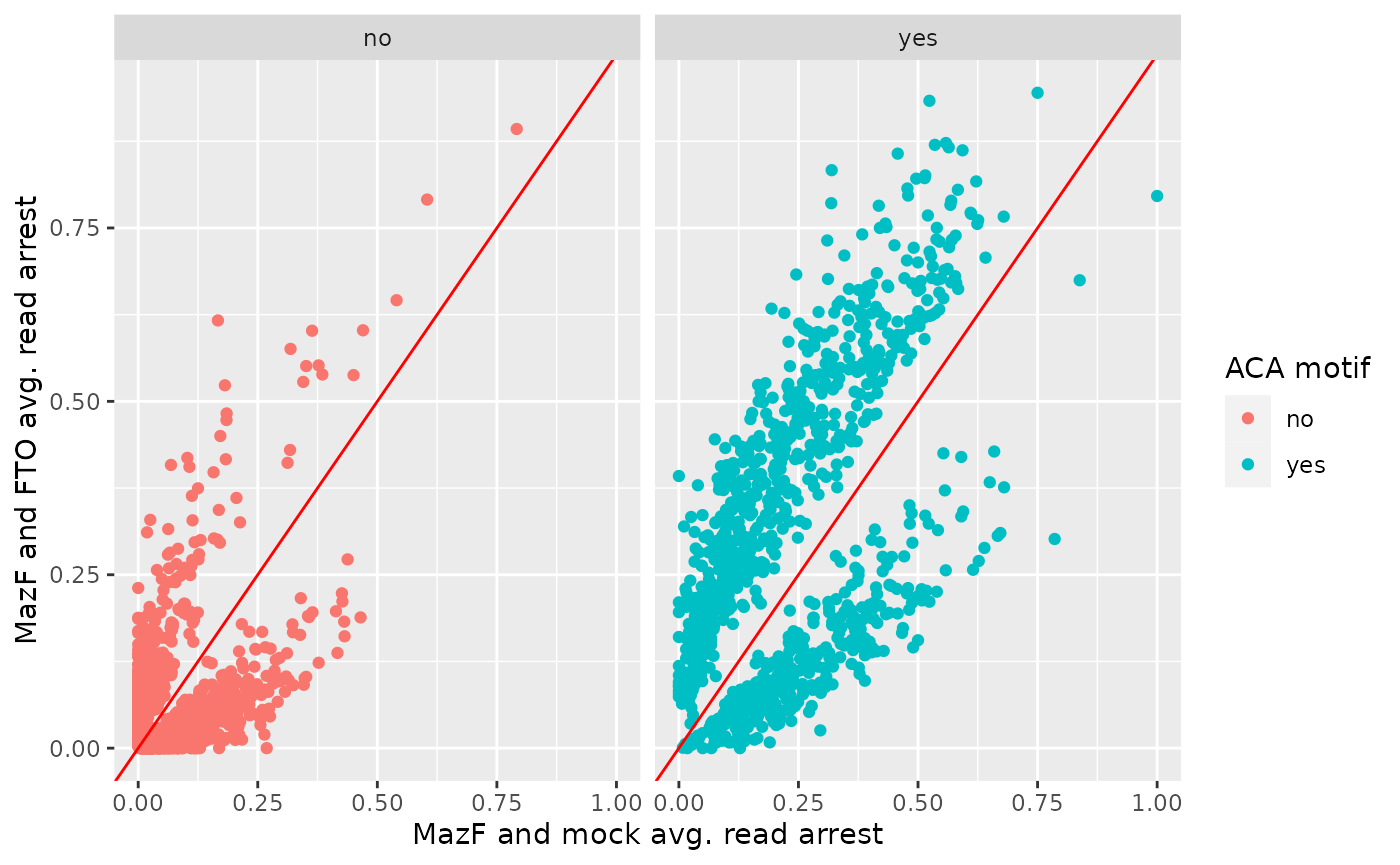 no
yes
MazF and FTO avg. read arrest
0.75
0.50
0.25
0.00
0.00 0.25 0.50 0.75 1.00
0.00 0.25 0.50 0.75 1.00
MazF and mock avg. read arrest
ACA motif
no
yes